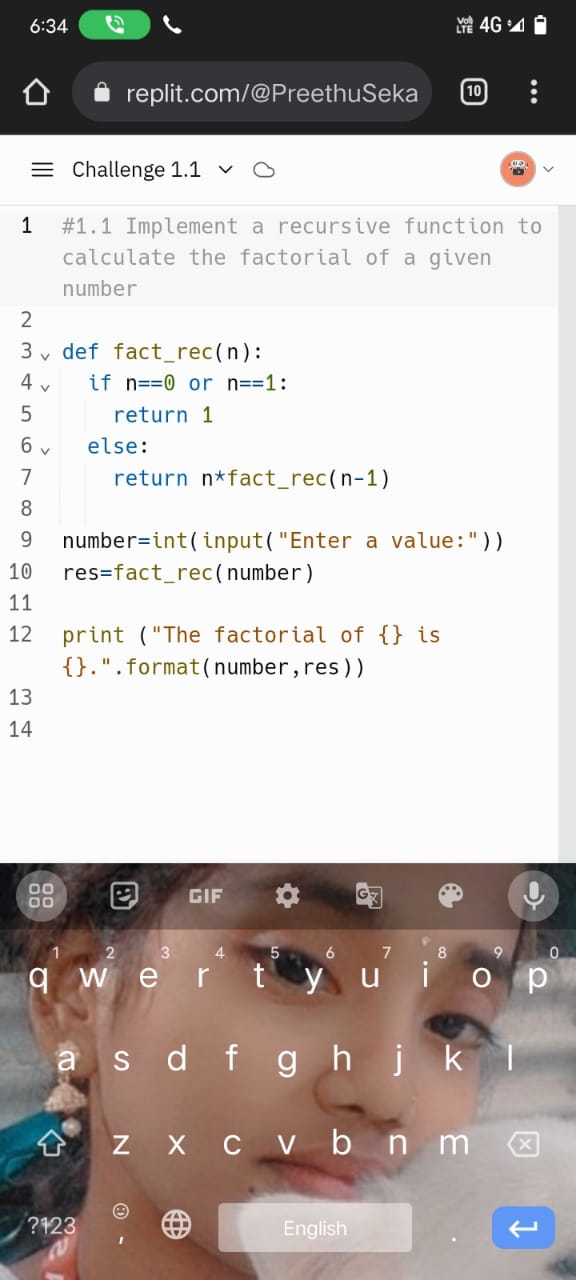 6:34
Vo) LTE 4G
replit.com/@PreethuSeka
10
Challenge 1.1
1 #1.1 Implement a recursive function to
calculate the factorial of a given
number
2
3 def fact_rec(n):
4 if n==0 or n==1:
5 return 1
6 else:
7 return n*fact_rec(n-1)
8
9 number=int(input("Enter a value:"))
10 res=fact_rec(number)
11
12 print ("The factorial of {} is
{}.".format(number,res))
13
14
GIF
1 2 3 4 5 6 7 8 9 0
q w e r t y u i o p
a s d f g h j k l
z x c v b n m
?123 , English .